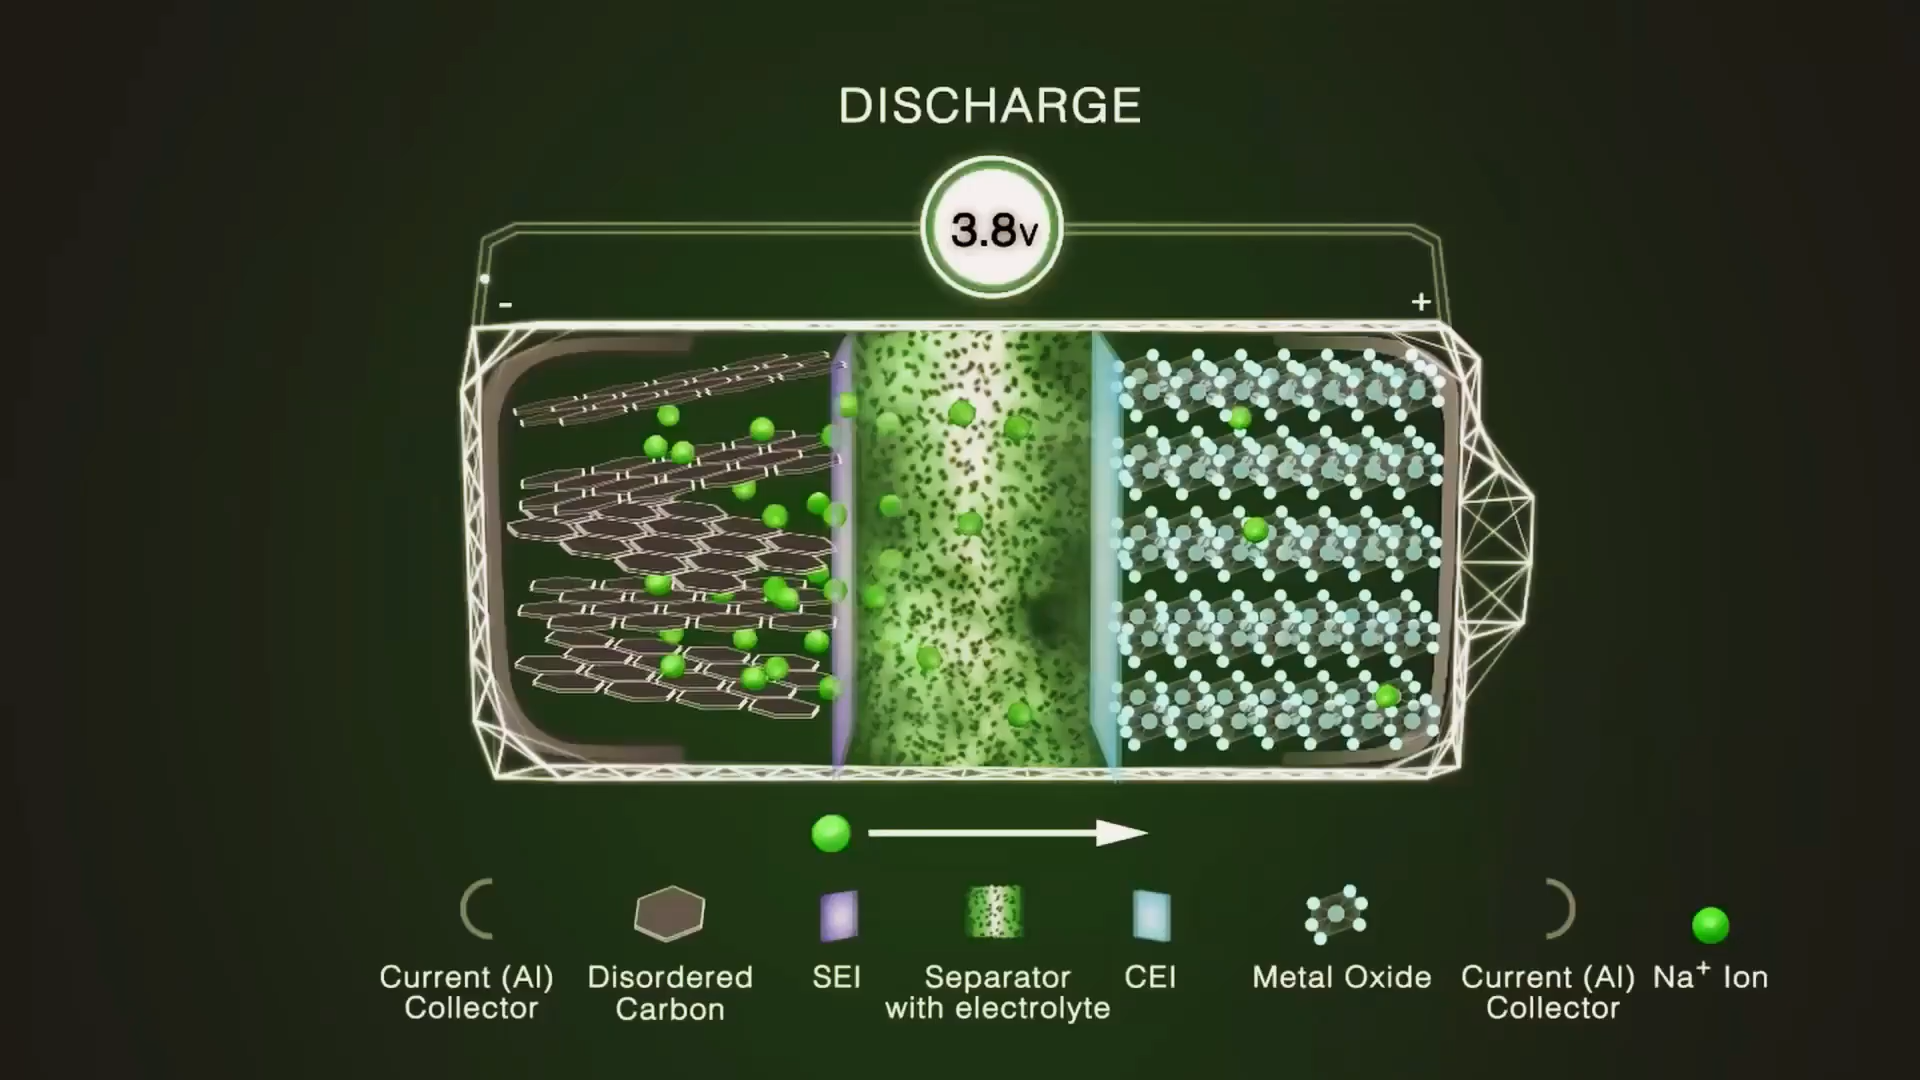 DISCHARGE
3.8v
- +
Current (Al) Collector
Disordered Carbon
SEI
Separator with electrolyte
CEI
Metal Oxide
Current (Al) Collector
Na⁺ Ion